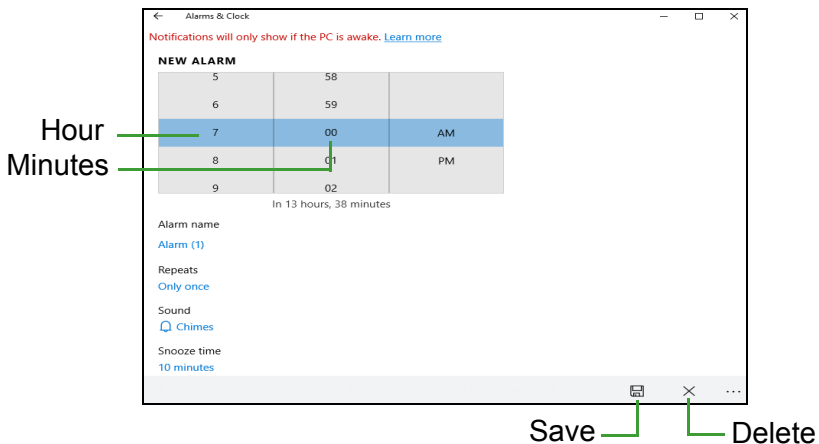 Alarms & Clock
Notifications will only show if the PC is awake. Learn more
NEW ALARM
5 58
6 59
Hour 7 00 AM
Minutes 8 01 PM
9 02
In 13 hours, 38 minutes
Alarm name
Alarm (1)
Repeats
Only once
Sound
Chimes
Snooze time
10 minutes
Save Delete